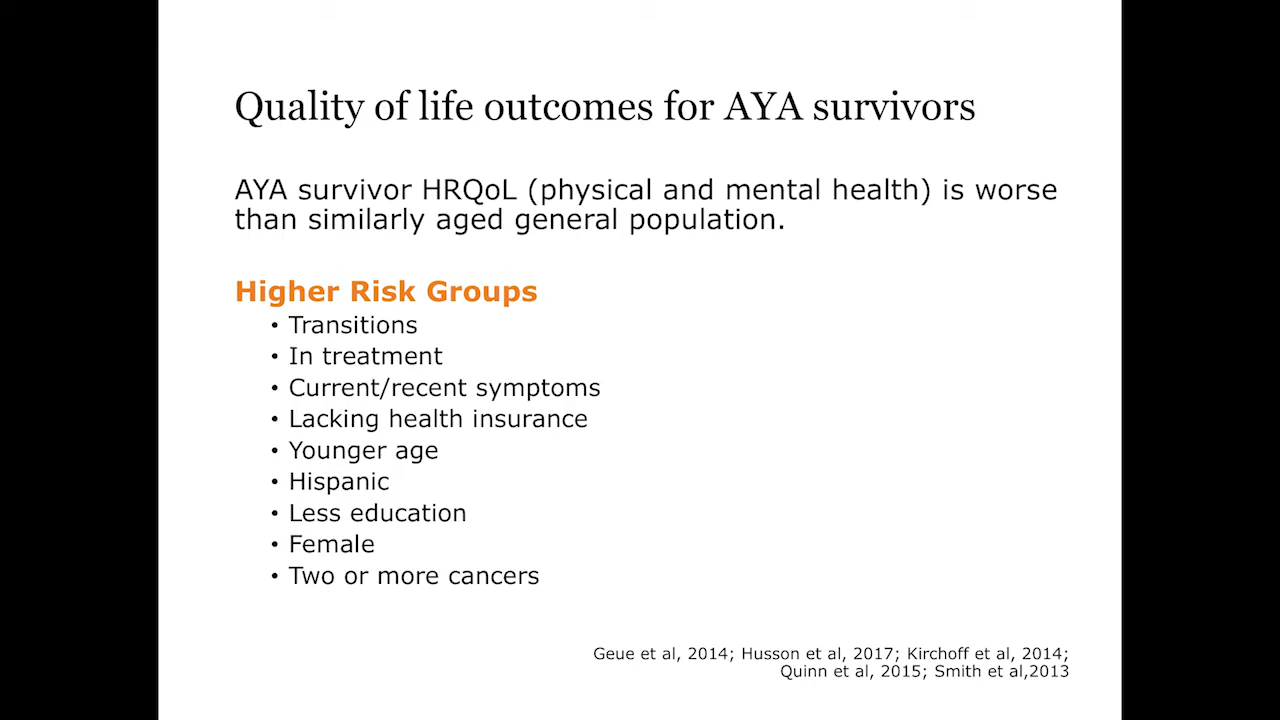 Quality of life outcomes for AYA survivors
AYA survivor HRQoL (physical and mental health) is worse
than similarly aged general population.
Higher Risk Groups
• Transitions
• In treatment
• Current/recent symptoms
• Lacking health insurance
• Younger age
• Hispanic
• Less education
• Female
• Two or more cancers
Geue et al, 2014; Husson et al, 2017; Kirchoff et al, 2014;
Quinn et al, 2015; Smith et al,2013